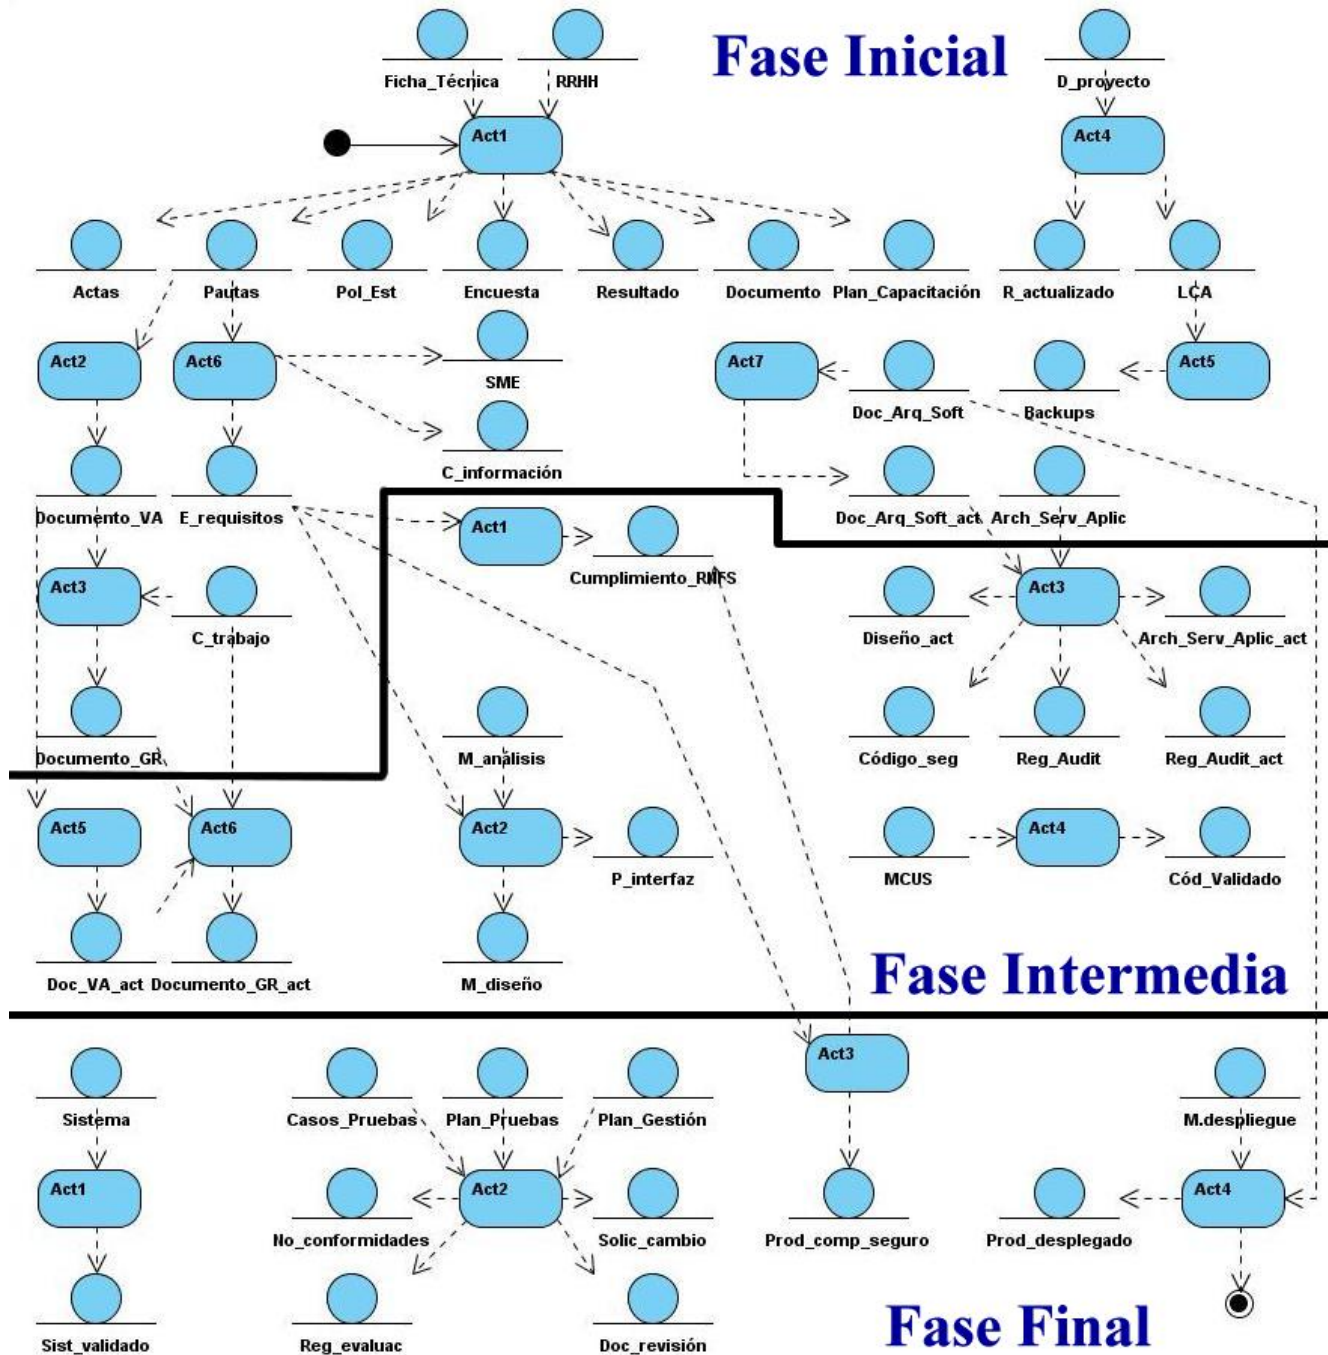 Fase Inicial
Ficha_Técnica
RRHH
D_proyecto
Act1
Act4
Actas
Pautas
Pol_Est
Encuesta
Resultado
Documento
Plan_Capacitación
R_actualizado
LCA
Act2
Act6
SME
Act7
Doc_Arq_Soft
Backups
Act5
C_información
Documento_VA
E_requisitos
Act1
Cumplimiento_RNFS
Doc_Arq_Soft_act
Arch_Serv_Aplic
Act3
C_trabajo
Act3
Diseño_act
Arch_Serv_Aplic_act
Documento_GR
M_análisis
Código_seg
Reg_Audit
Reg_Audit_act
Act5
Act6
Act2
P_interfaz
MCUS
Act4
Cód_Validado
Doc_VA_act
Documento_GR_act
M_diseño
Fase Intermedia
Act3
Sistema
Casos_Pruebas
Plan_Pruebas
Plan_Gestión
M.despliegue
Act1
Act2
Act4
No_conformidades
Solic_cambio
Prod_comp_seguro
Prod_desplegado
Sist_validado
Reg_evaluac
Doc_revisión
Fase Final